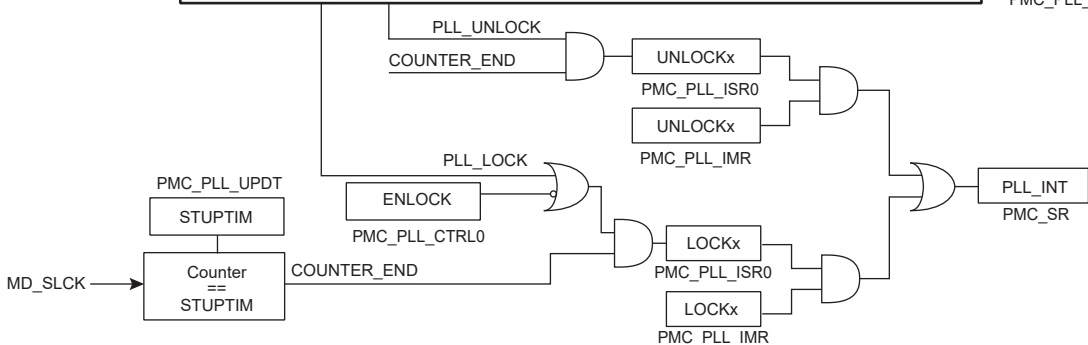 PMC_PLL_
PLL_UNLOCK
COUNTER_END
UNLOCKx
PMC_PLL_ISR0
UNLOCKx
PMC_PLL_IMR
PLL_LOCK
PMC_PLL_UPDT
STUPTIM
ENLOCK
PMC_PLL_CTRL0
PLL_INT
PMC_SR
MD_SLCK
Counter
==
STUPTIM
COUNTER_END
LOCKx
PMC_PLL_ISR0
LOCKx
PMC_PLL_IMR